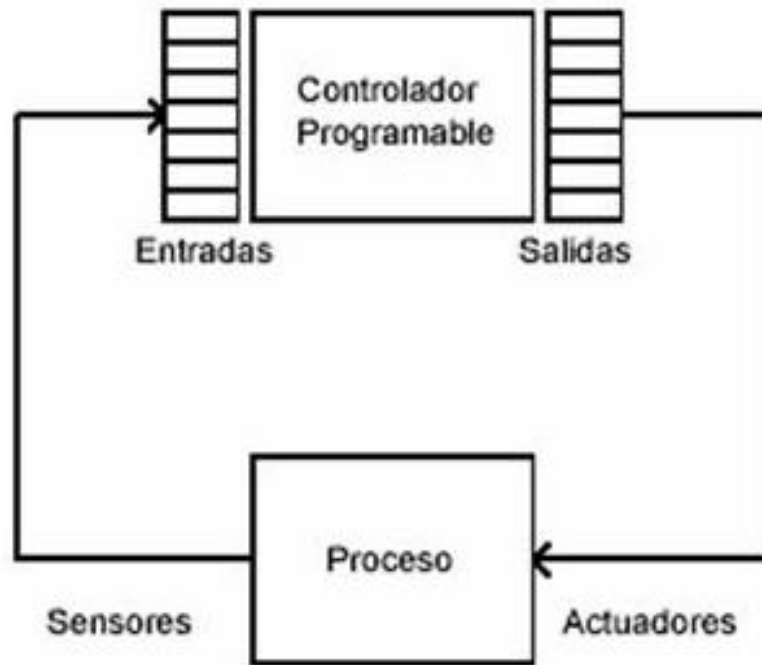 Controlador
Programable
Entradas
Salidas
Proceso
Sensores
Actuadores